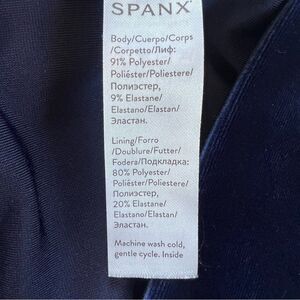 SPANX
Body/Cuerpo/Corps
/Corpetto/Лиф:
91% Polyester/
Poliéster/Poliestere/
Полиэстер,
9% Elastane/
Elastano/Elastan/
Эластан.
Lining/Forro
/Doublure/Futter/
Fodera/Подкладка:
80% Polyester/
Poliéster/Poliestere/
Полиэстер,
20% Elastane/
Elastano/Elastan/
Эластан.
Machine wash cold,
gentle cycle. Inside